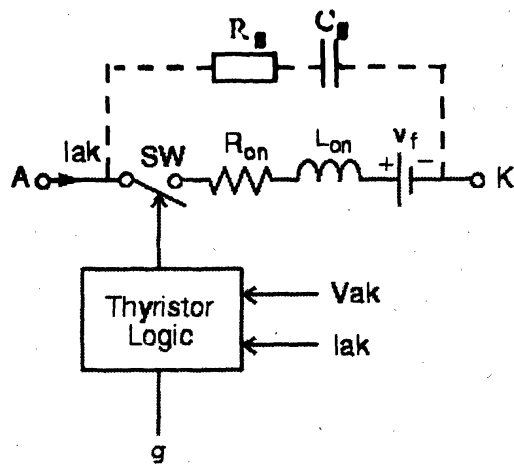 Rs Cs
Iak SW Ron Lon vf
A + − K
Thyristor
Logic
Vak
Iak
g